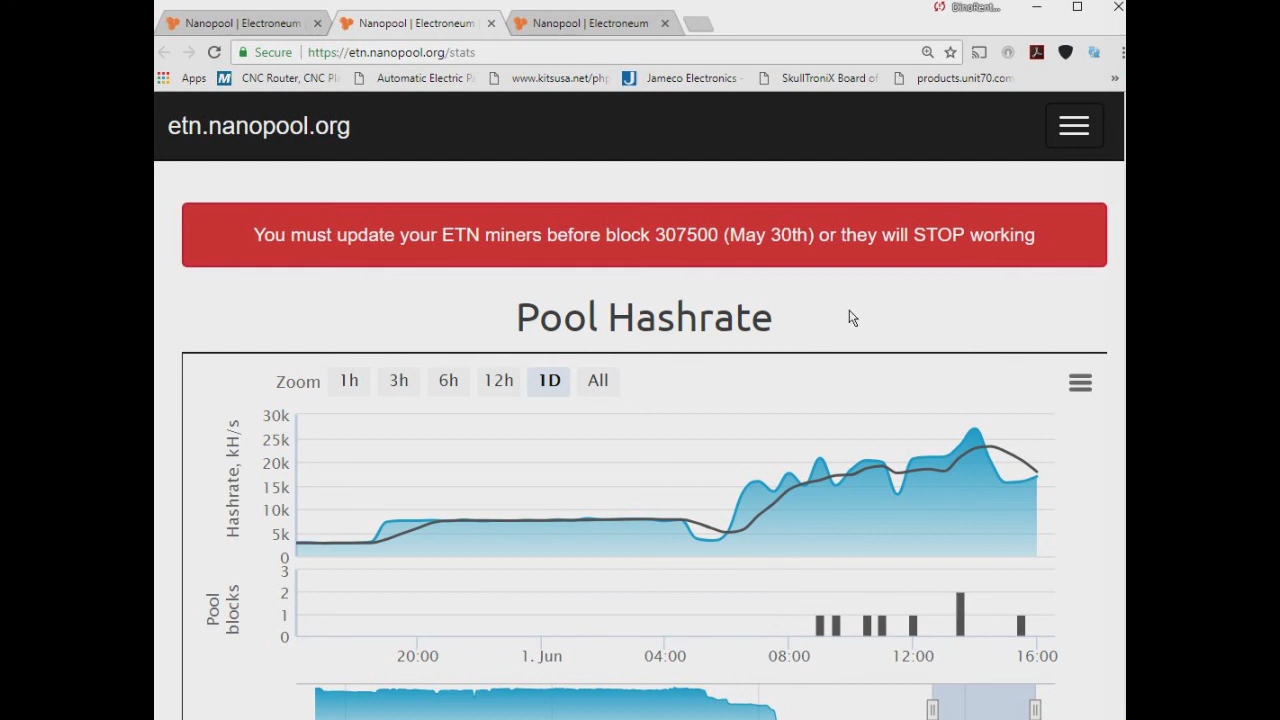 DinoRent...
Nanopool | Electroneum
Nanopool | Electroneum
Nanopool | Electroneum
Secure
https://etn.nanopool.org/stats
Apps
CNC Router, CNC Pl
Automatic Electric P
www.kitsusa.net/php
Jameco Electronics -
SkullTroniX Board of
products.unit70.com
»
etn.nanopool.org
You must update your ETN miners before block 307500 (May 30th) or they will STOP working
Pool Hashrate
Zoom 1h 3h 6h 12h 1D All
Hashrate, kH/s
30k
25k
20k
15k
10k
5k
0
Pool
blocks
3
2
1
0
20:00 1. Jun 04:00 08:00 12:00 16:00